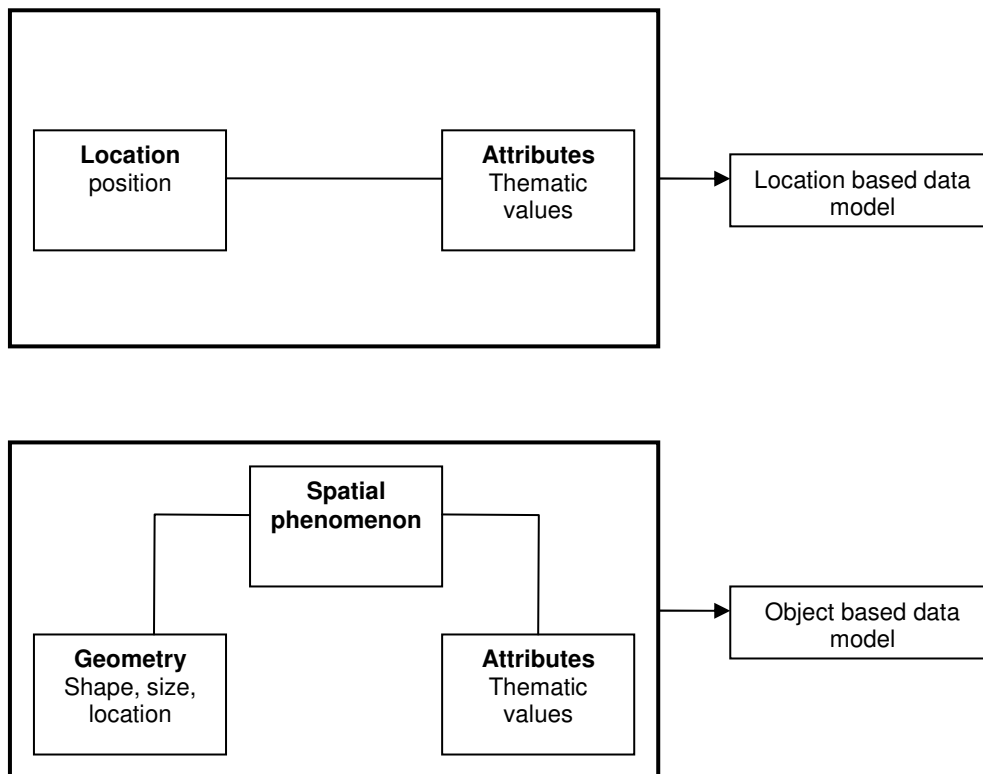 Location
position
Attributes
Thematic
values
Location based data
model
Spatial
phenomenon
Geometry
Shape, size,
location
Attributes
Thematic
values
Object based data
model